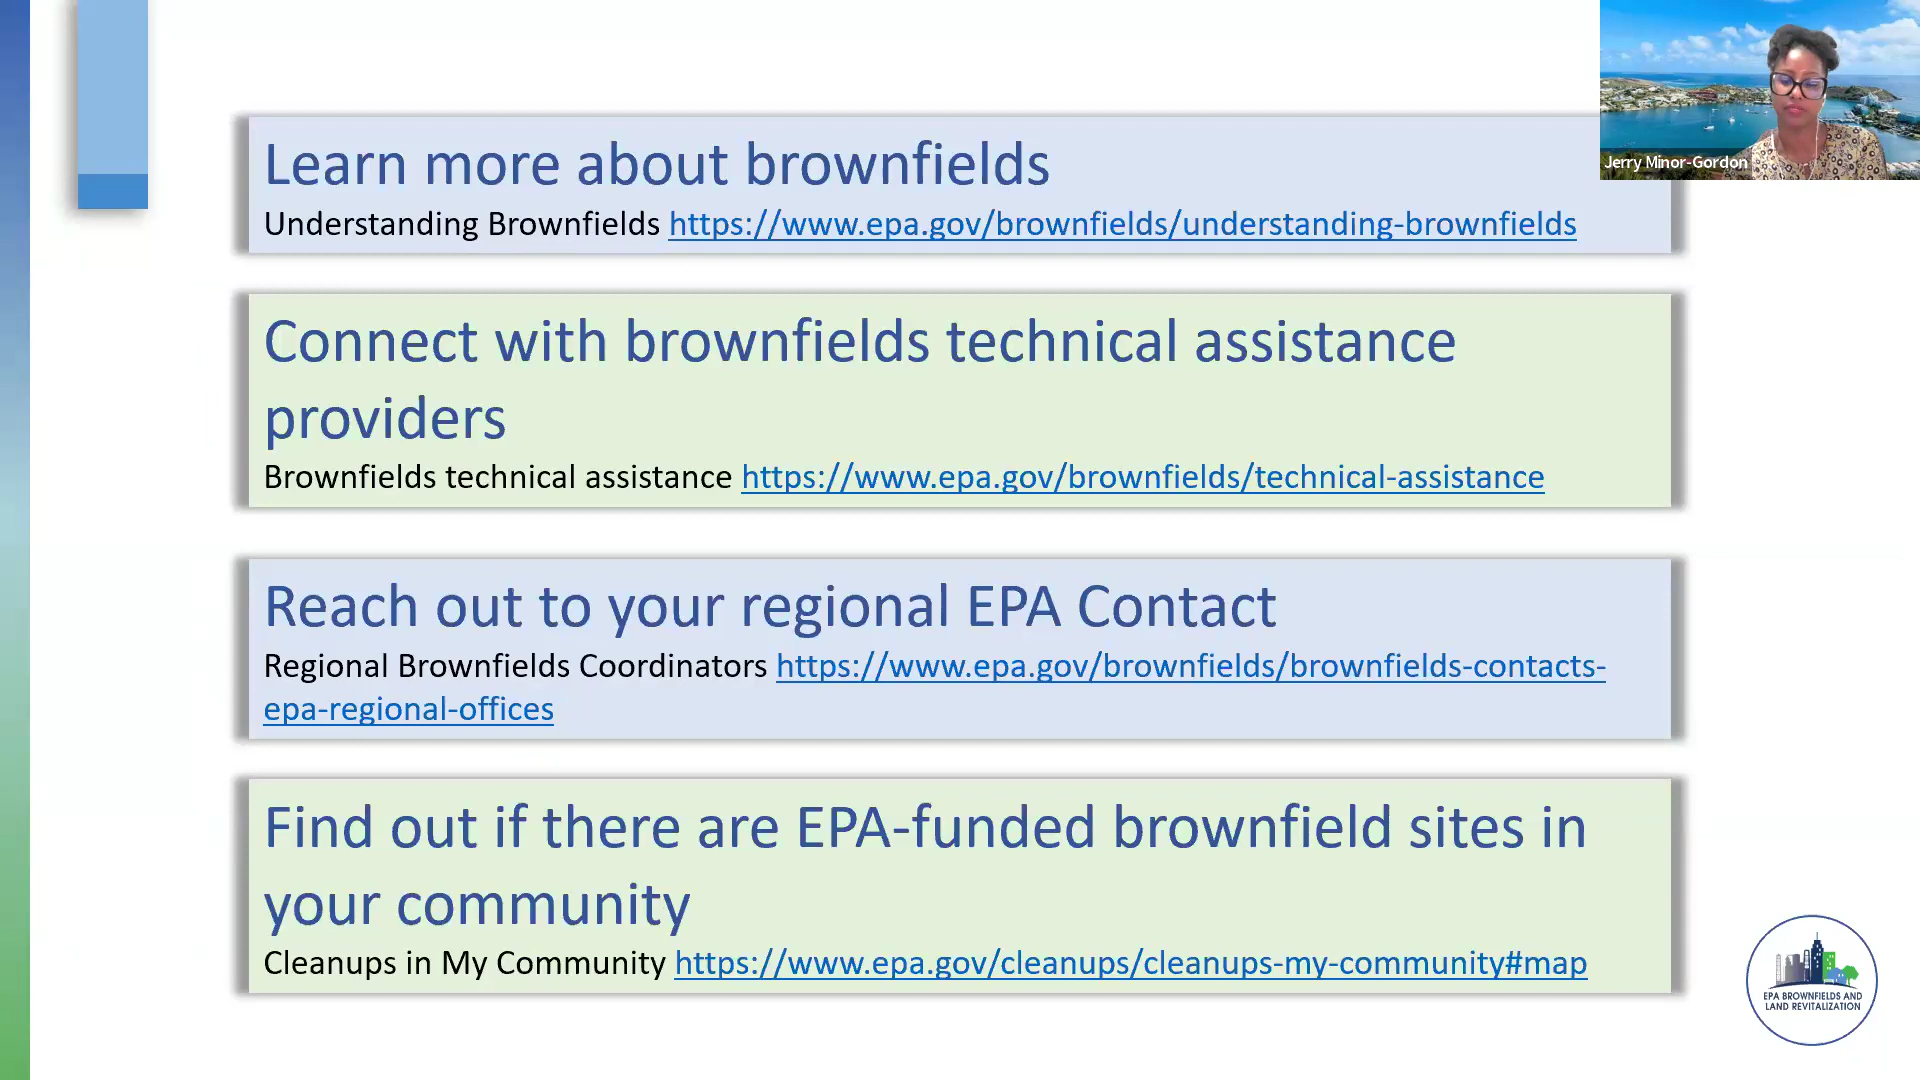 Learn more about brownfields
Understanding Brownfields https://www.epa.gov/brownfields/understanding-brownfields
Jerry Minor-Gordon
Connect with brownfields technical assistance
providers
Brownfields technical assistance https://www.epa.gov/brownfields/technical-assistance
Reach out to your regional EPA Contact
Regional Brownfields Coordinators https://www.epa.gov/brownfields/brownfields-contacts-
epa-regional-offices
Find out if there are EPA-funded brownfield sites in
your community
Cleanups in My Community https://www.epa.gov/cleanups/cleanups-my-community#map
EPA BROWNFIELDS AND
LAND REVITALIZATION